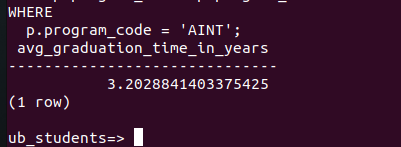 WHERE
p.program_code = 'AINT';
avg_graduation_time_in_years
------------------------------
3.2028841403375425
(1 row)
ub_students=>